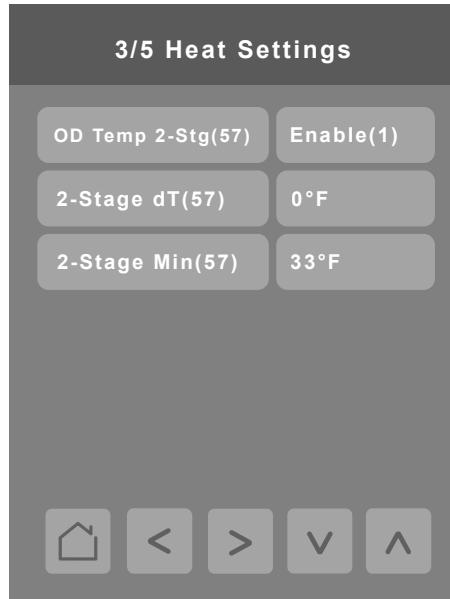 3/5 Heat Settings
OD Temp 2-Stg(57) Enable(1)
2-Stage dT(57) 0°F
2-Stage Min(57) 33°F